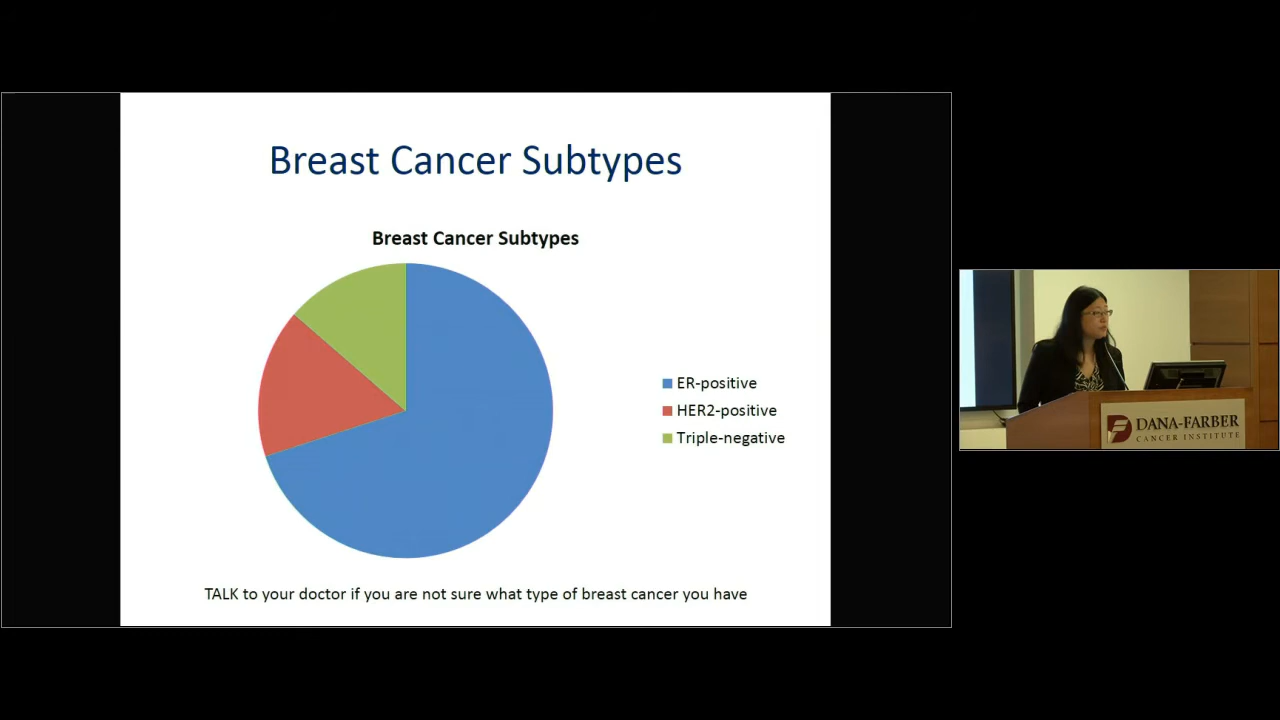 Breast Cancer Subtypes
Breast Cancer Subtypes
ER-positive
HER2-positive
Triple-negative
TALK to your doctor if you are not sure what type of breast cancer you have
DANA-FARBER
CANCER INSTITUTE